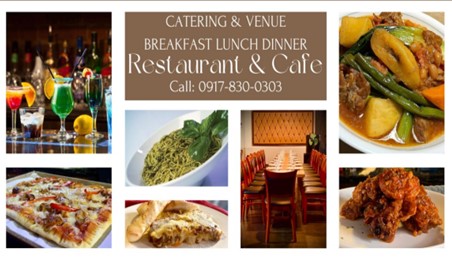 CATERING & VENUE
BREAKFAST LUNCH DINNER
Restaurant & Cafe
Call: 0917-830-0303